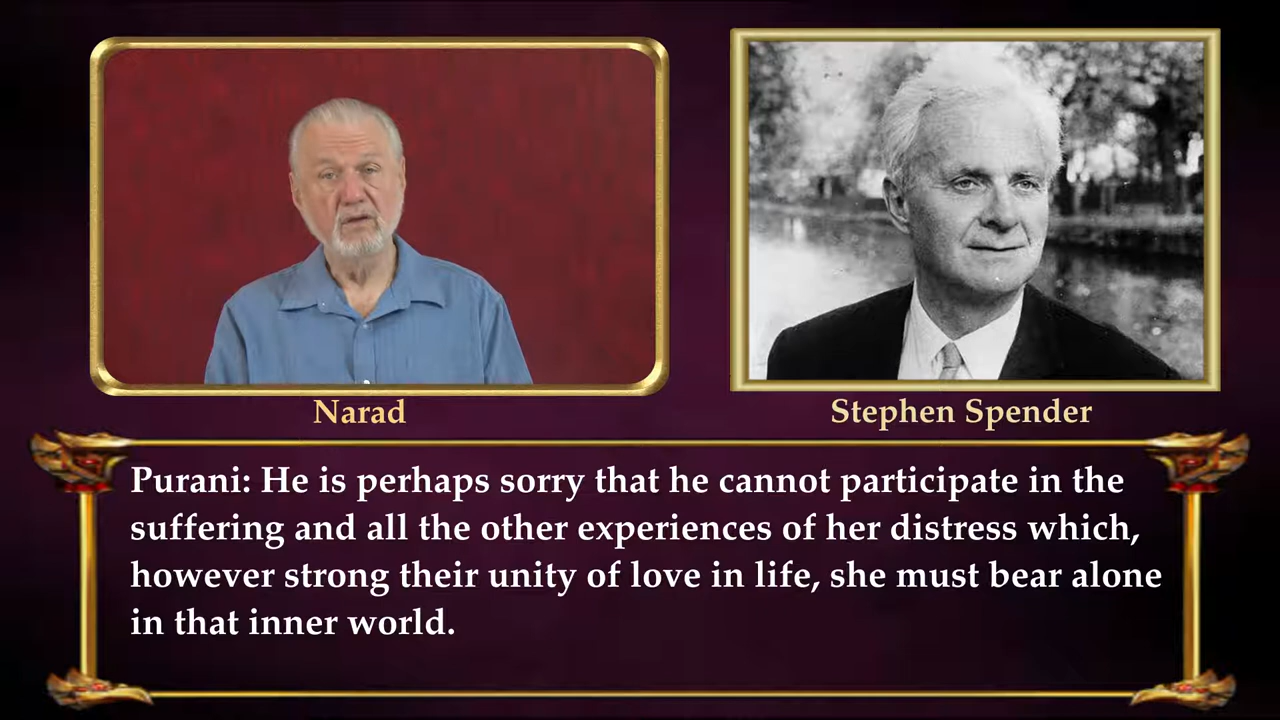 Narad
Stephen Spender
Purani: He is perhaps sorry that he cannot participate in the
suffering and all the other experiences of her distress which,
however strong their unity of love in life, she must bear alone
in that inner world.